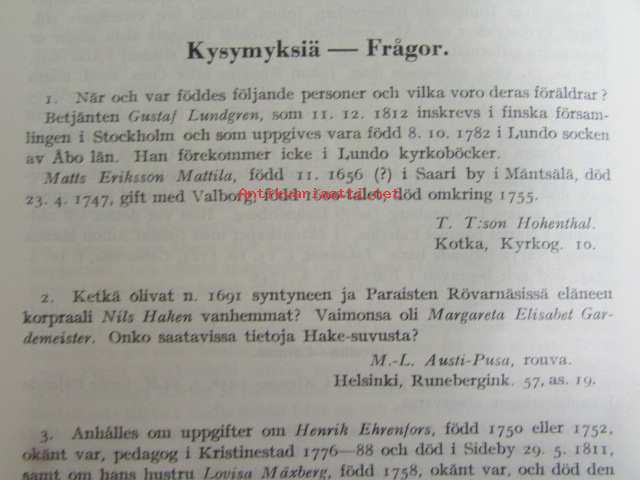 Kysymyksiä — Frågor.
1. När och var föddes följande personer och vilka voro deras föräldrar?
Betjänten Gustaf Lundgren, som 11. 12. 1812 inskrevs i finska försam-
lingen i Stockholm och som uppgives vara född 8. 10. 1782 i Lundo socken
av Åbo län. Han förekommer icke i Lundo kyrkoböcker.
Matts Eriksson Mattila, född 11. 1656 (?) i Saari by i Mäntsälä, död
23. 4. 1747, gift med Valborg, född 1600-talet, död omkring 1755.
T. T:son Hohenthal.
Kotka, Kyrkog. 10.
2. Ketkä olivat n. 1691 syntyneen ja Paraisten Rövarnäsissä eläneen
korpraali Nils Haken vanhemmat? Vaimonsa oli Margareta Elisabet Gar-
demeister. Onko saatavissa tietoja Hake-suvusta?
M.-L. Austi-Pusa, rouva.
Helsinki, Runebergink. 57, as. 19.
3. Anhålles om uppgifter om Henrik Ehrenfors, född 1750 eller 1752,
okänt var, pedagog i Kristinestad 1776—88 och död i Sideby 29. 5. 1811,
samt om hans hustru Lovisa Mäxberg, född 1758, okänt var, och död den